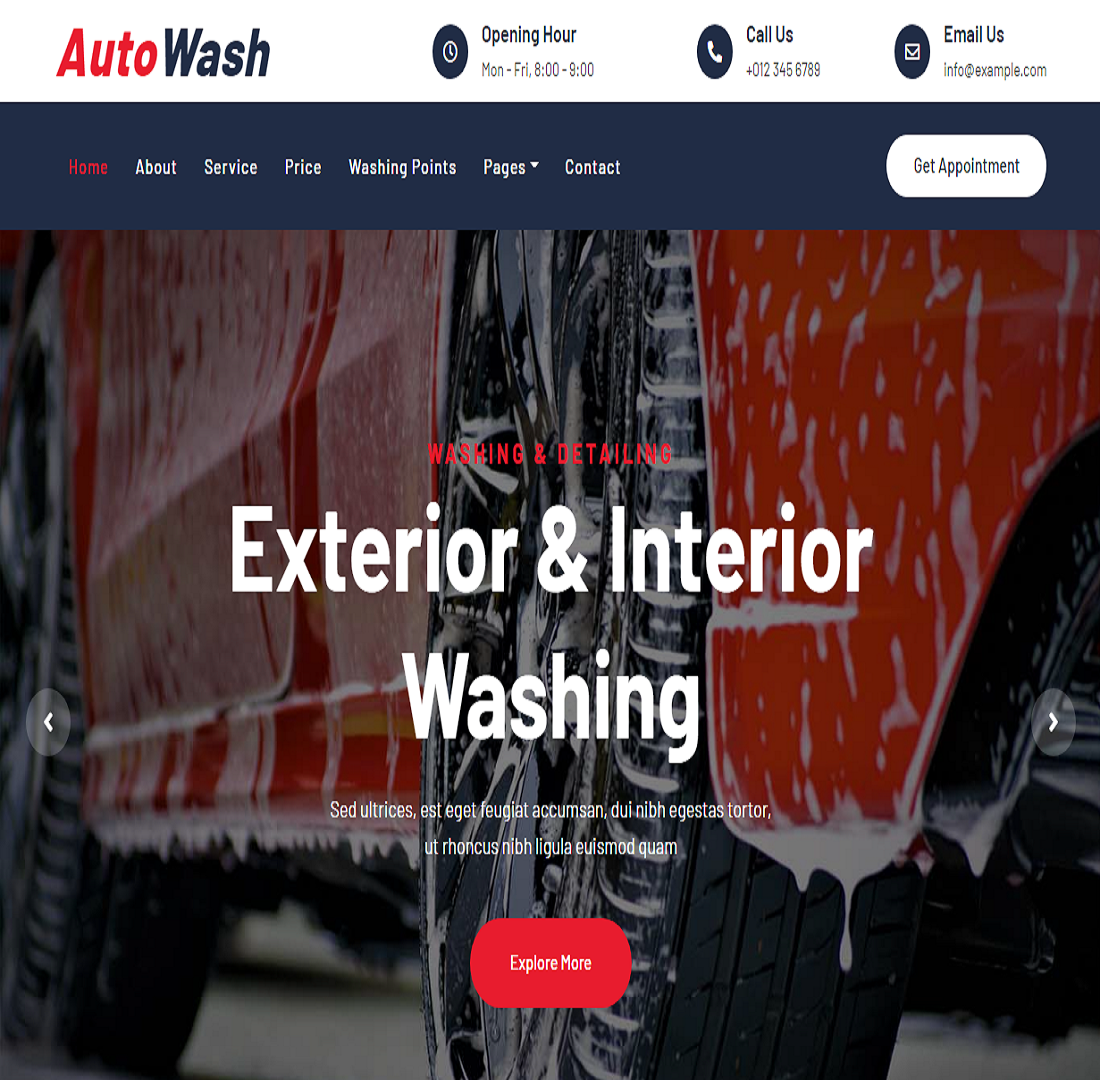 AutoWash
Opening Hour
Mon - Fri, 8:00 - 9:00
Call Us
+012 345 6789
Email Us
info@example.com
Home About Service Price Washing Points Pages Contact
Get Appointment
WASHING & DETAILING
Exterior & Interior
Washing
Sed ultrices, est eget feugiat accumsan, dui nibh egestas tortor,
ut rhoncus nibh ligula euismod quam
Explore More